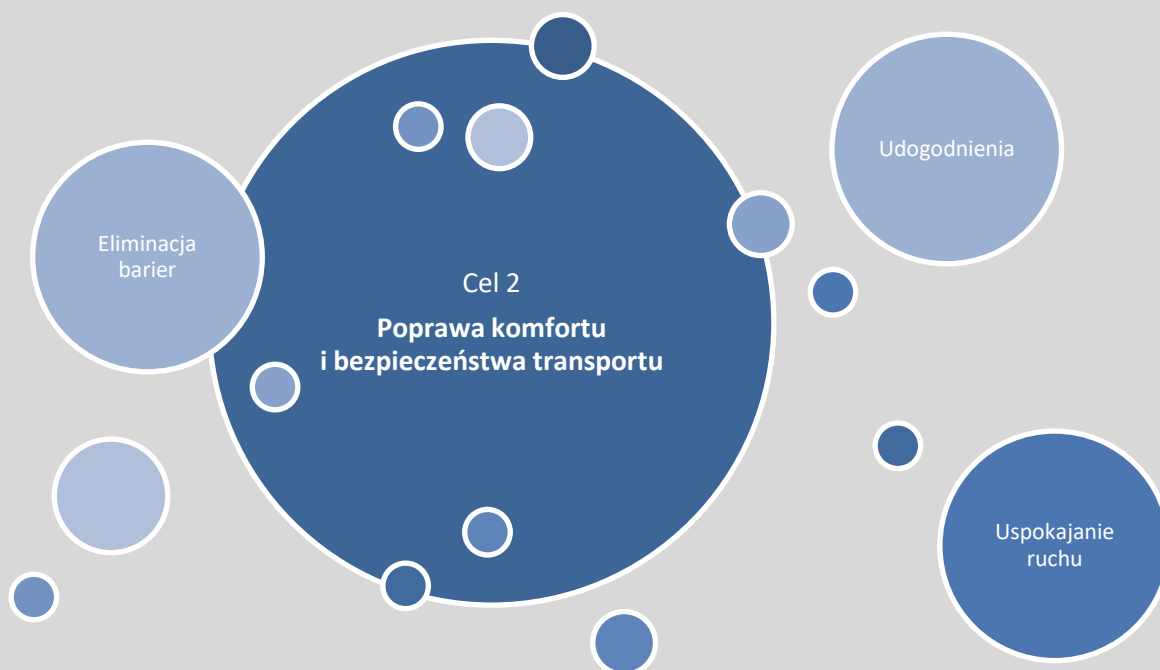 Udogodnienia
Eliminacja
barier
Cel 2
Poprawa komfortu
i bezpieczeństwa transportu
Uspokajanie
ruchu